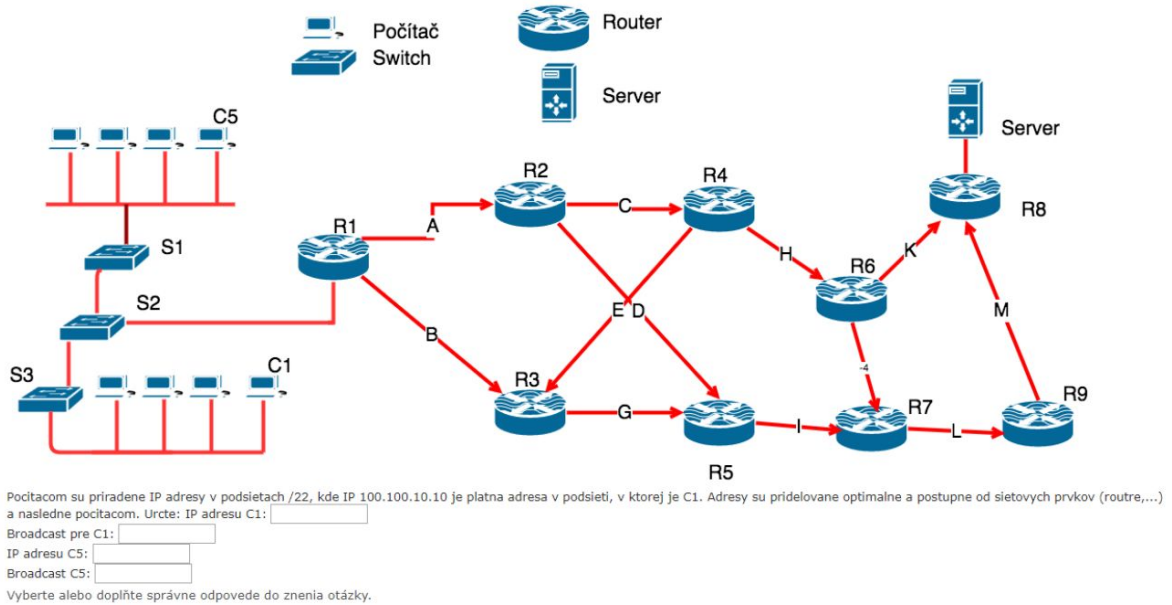 Počítač
Switch
Router
Server
C5
S1
S2
S3
C1
R1
A
B
R2
C
R4
E
D
H
R3
G
R5
I
R6
K
-4
R7
L
R9
M
R8
Server
Pocitacom su priradene IP adresy v podsietach /22, kde IP 100.100.10.10 je platna adresa v podsieti, v ktorej je C1. Adresy su pridelovane optimalne a postupne od sietovych prvkov (routre,...)
a nasledne pocitacom. Urcte: IP adresu C1:
Broadcast pre C1:
IP adresu C5:
Broadcast C5:
Vyberte alebo doplňte správne odpovede do znenia otázky.